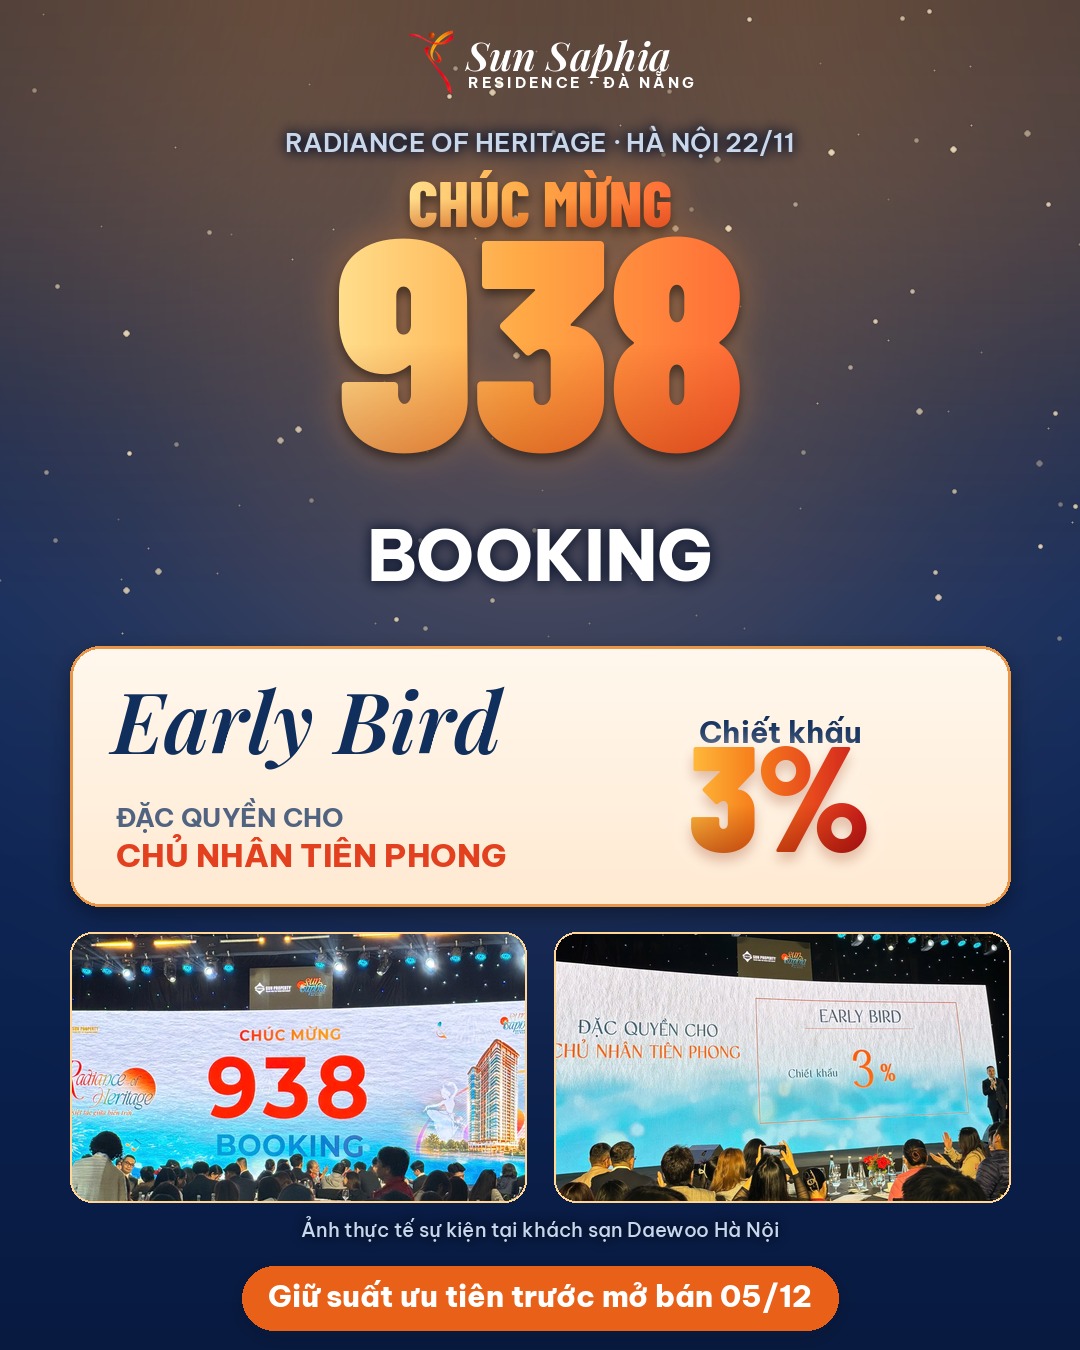 Sun Saphia
RESIDENCE · ĐÀ NẴNG
RADIANCE OF HERITAGE · HÀ NỘI 22/11
CHÚC MỪNG
938
BOOKING
Early Bird
ĐẶC QUYỀN CHO
CHỦ NHÂN TIÊN PHONG
Chiết khấu
3%
SUN PROPERTY
CHÚC MỪNG
938
BOOKING
Radiance of
Heritage
ĐẶC QUYỀN CHO
CHỦ NHÂN TIÊN PHONG
EARLY BIRD
Chiết khấu 3%
Ảnh thực tế sự kiện tại khách sạn Daewoo Hà Nội
Giữ suất ưu tiên trước mở bán 05/12